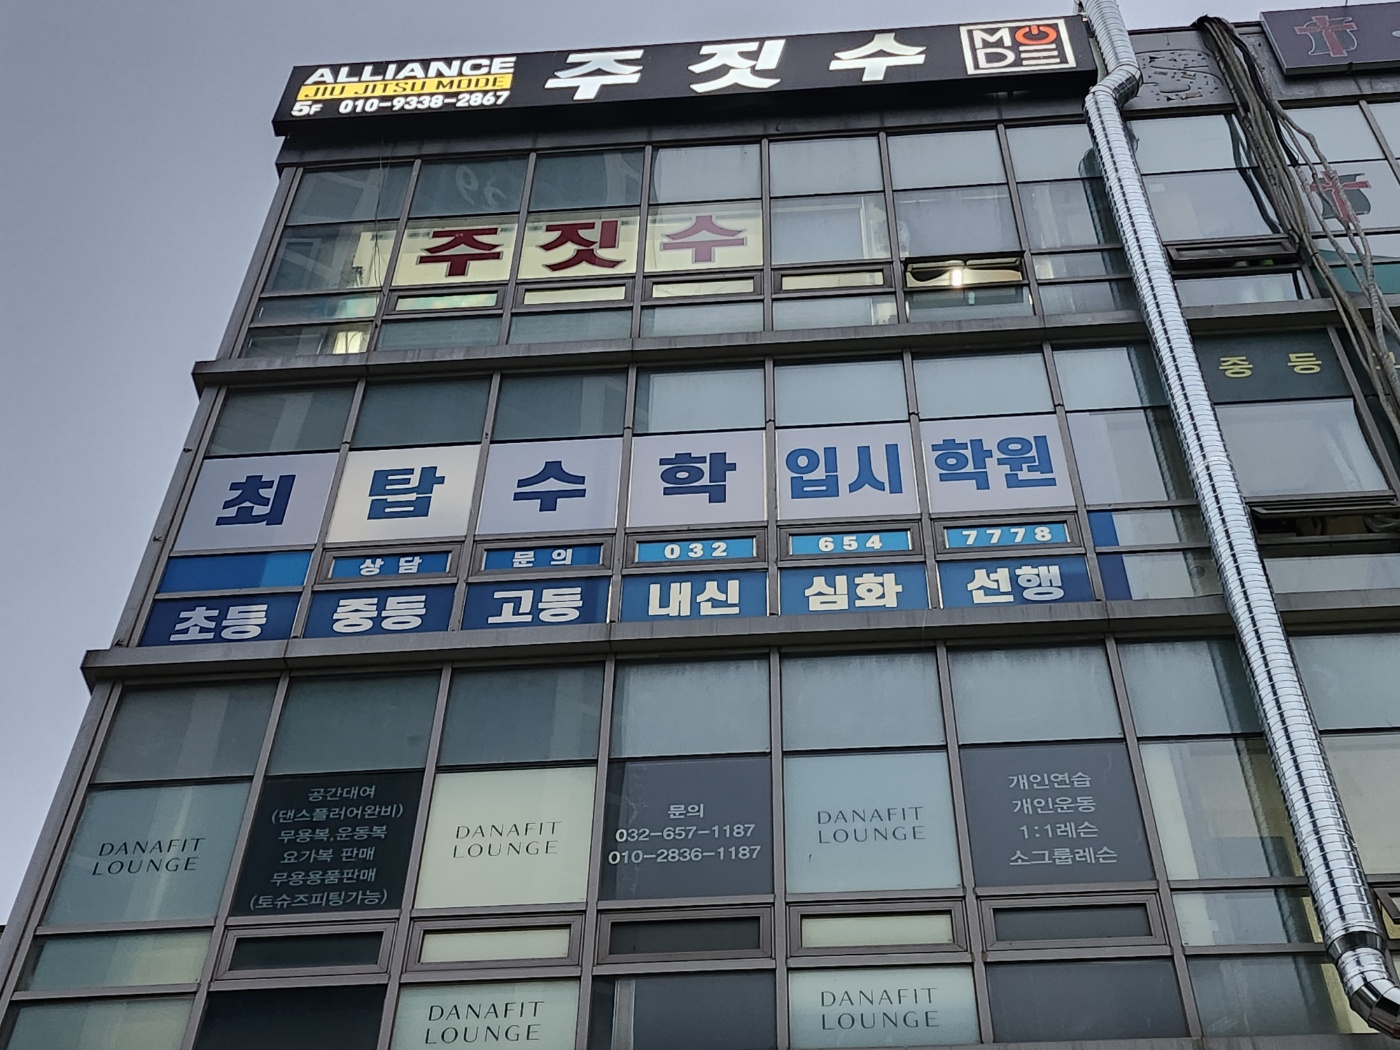 ALLIANCE
JIU JITSU MODE
5F 010-9338-2867
주짓수
MODE
주짓수
중등
최탑수학입시학원
상담 문의 032 654 7778
초등 중등 고등 내신 심화 선행
DANAFIT
LOUNGE
공간대여
(댄스플러어완비)
무용복,운동복
요가복 판매
무용용품판매
(토슈즈피팅가능)
DANAFIT
LOUNGE
문의
032-657-1187
010-2836-1187
DANAFIT
LOUNGE
개인연습
개인운동
1:1레슨
소그룹레슨
DANAFIT
LOUNGE
DANAFIT
LOUNGE